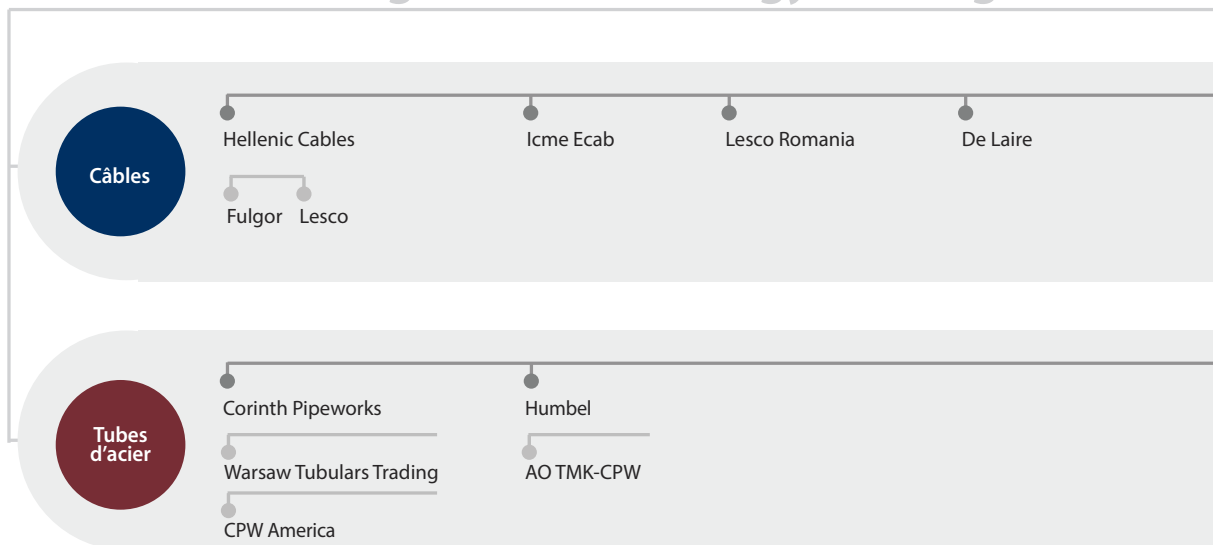 Câbles
Hellenic Cables
Icme Ecab
Lesco Romania
De Laire
Fulgor
Lesco
Tubes
d’acier
Corinth Pipeworks
Humbel
Warsaw Tubulars Trading
AO TMK-CPW
CPW America